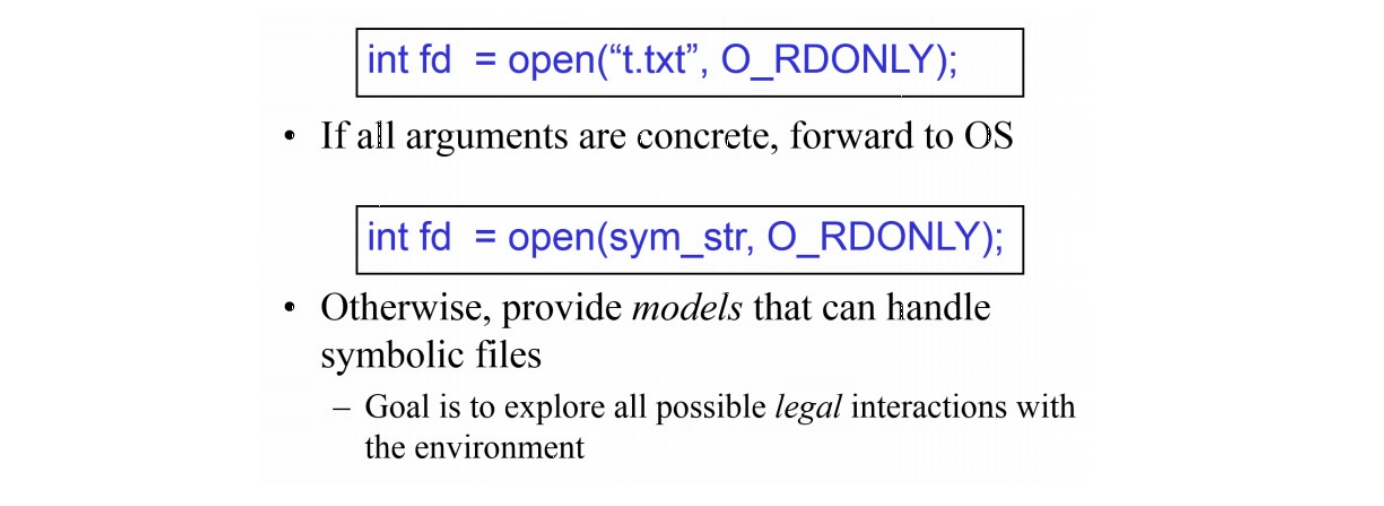 int fd  = open(“t.txt”, O_RDONLY);
• If all arguments are concrete, forward to OS
int fd  = open(sym_str, O_RDONLY);
• Otherwise, provide models that can handle
symbolic files
– Goal is to explore all possible legal interactions with
the environment